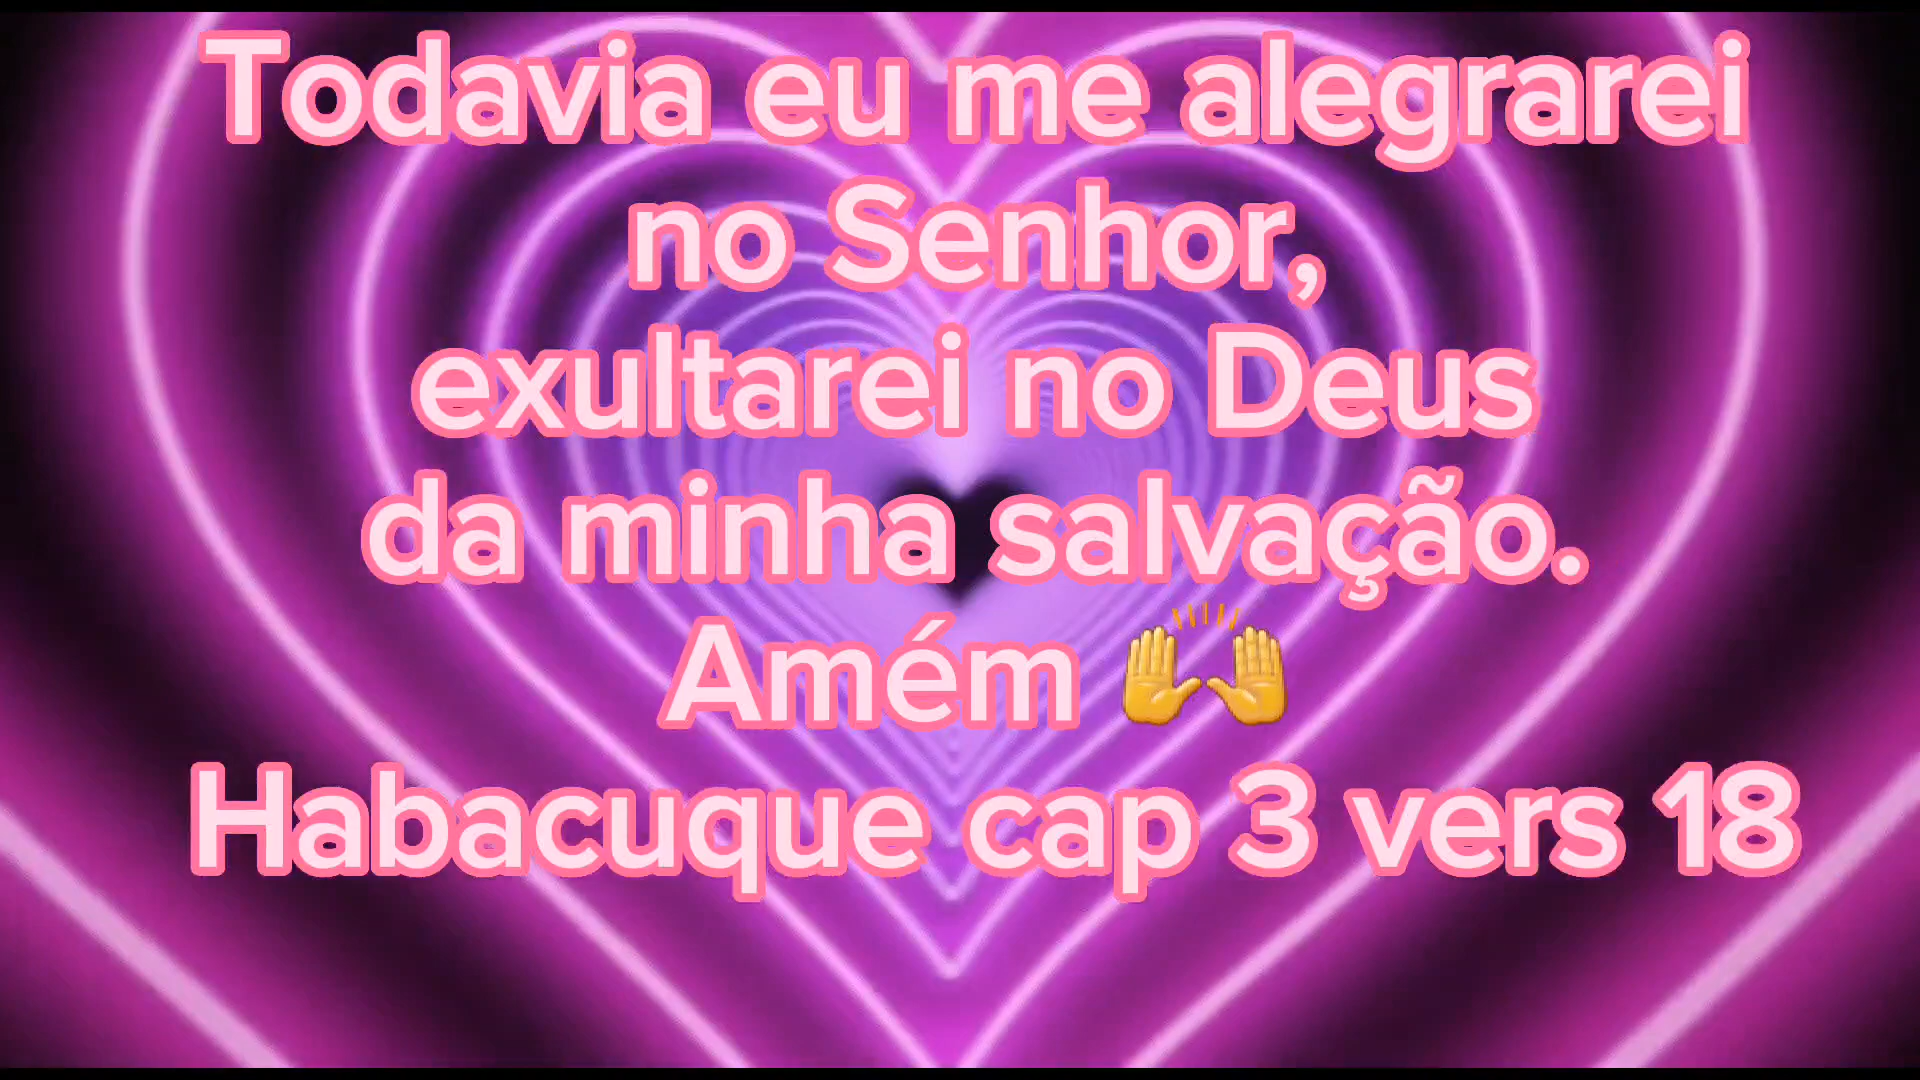 Todavia eu me alegrarei
no Senhor,
exultarei no Deus
da minha salvação.
Amém 🙌
Habacuque cap 3 vers 18